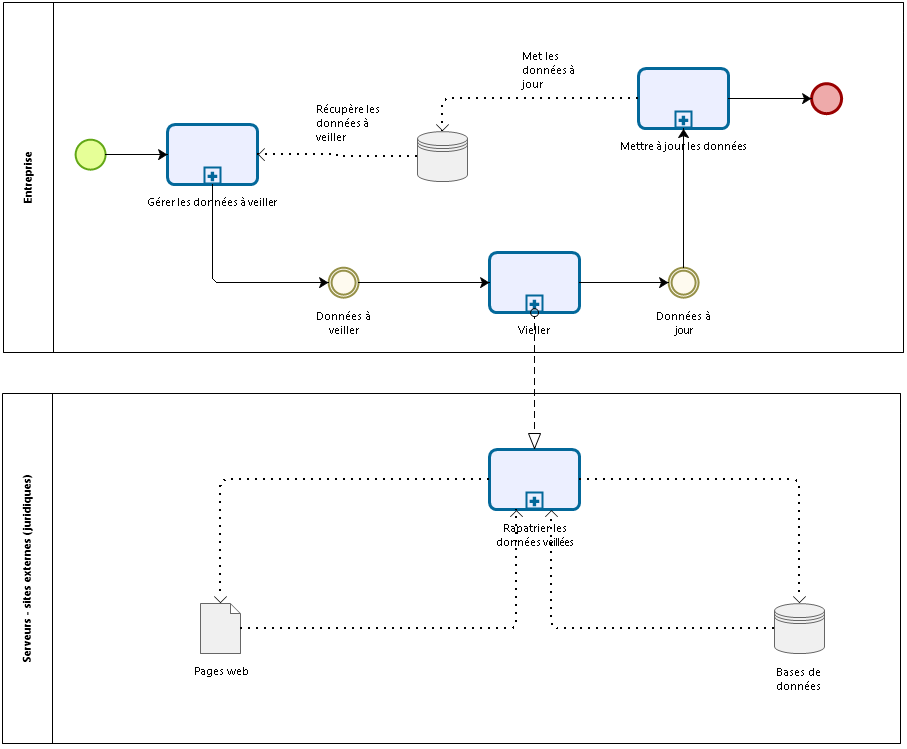 Entreprise
Met les
données à
jour
Récupère les
données à
veiller
Mettre à jour les données
Gérer les données à veiller
Données à
veiller
Vieller
Données à
jour
Serveurs - sites externes (juridiques)
Rapatrier les
données veillées
Pages web
Bases de
données